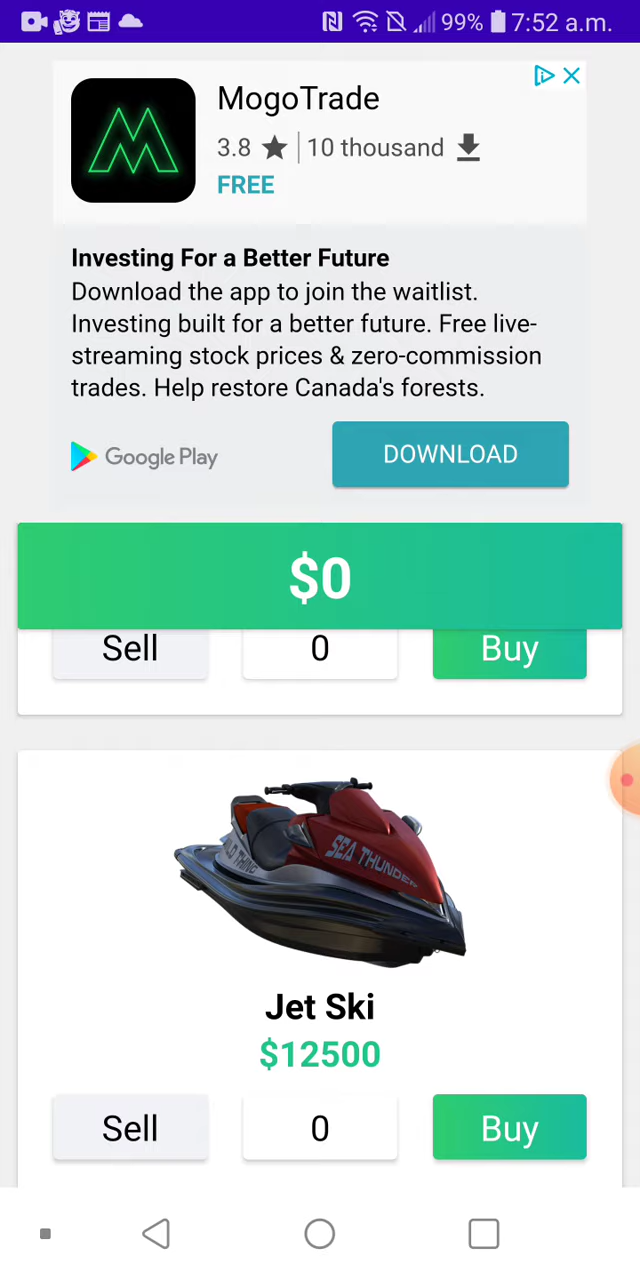 99% 7:52 a.m.
MogoTrade
3.8 ★ | 10 thousand
FREE
Investing For a Better Future
Download the app to join the waitlist.
Investing built for a better future. Free live-
streaming stock prices & zero-commission
trades. Help restore Canada's forests.
Google Play
DOWNLOAD
$0
Sell 0 Buy
SEA THUNDER
Jet Ski
$12500
Sell 0 Buy